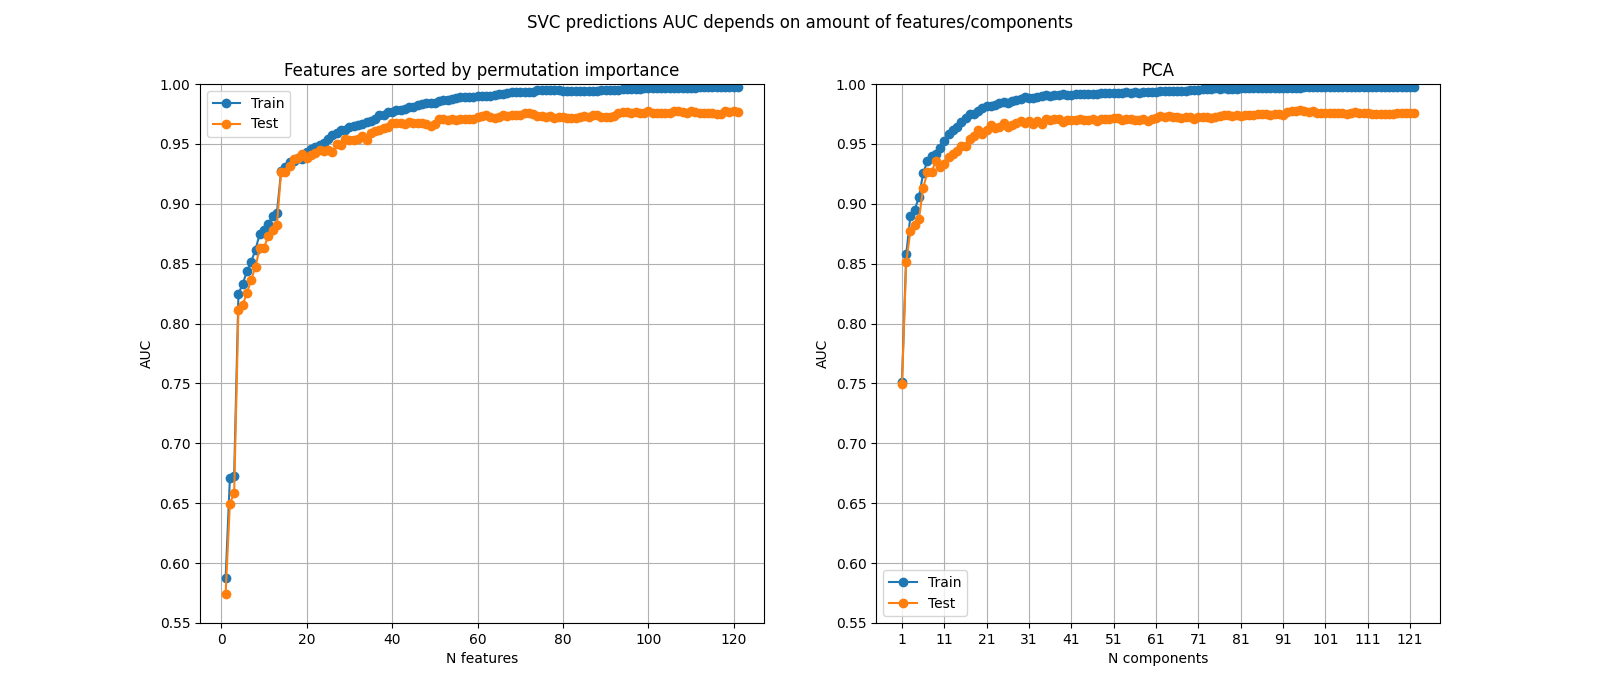 SVC predictions AUC depends on amount of features/components
Features are sorted by permutation importance
1.00
0.95
0.90
0.85
0.80
0.75
0.70
0.65
0.60
0.55
AUC
Train
Test
0 20 40 60 80 100 120
N features
PCA
1.00
0.95
0.90
0.85
0.80
0.75
0.70
0.65
0.60
0.55
AUC
Train
Test
1 11 21 31 41 51 61 71 81 91 101 111 121
N components